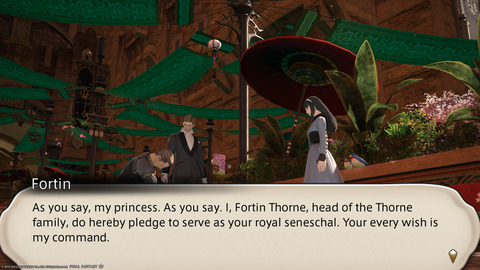 Fortin
As you say, my princess. As you say. I, Fortin Thorne, head of the Thorne
family, do hereby pledge to serve as your royal seneschal. Your every wish is
my command.